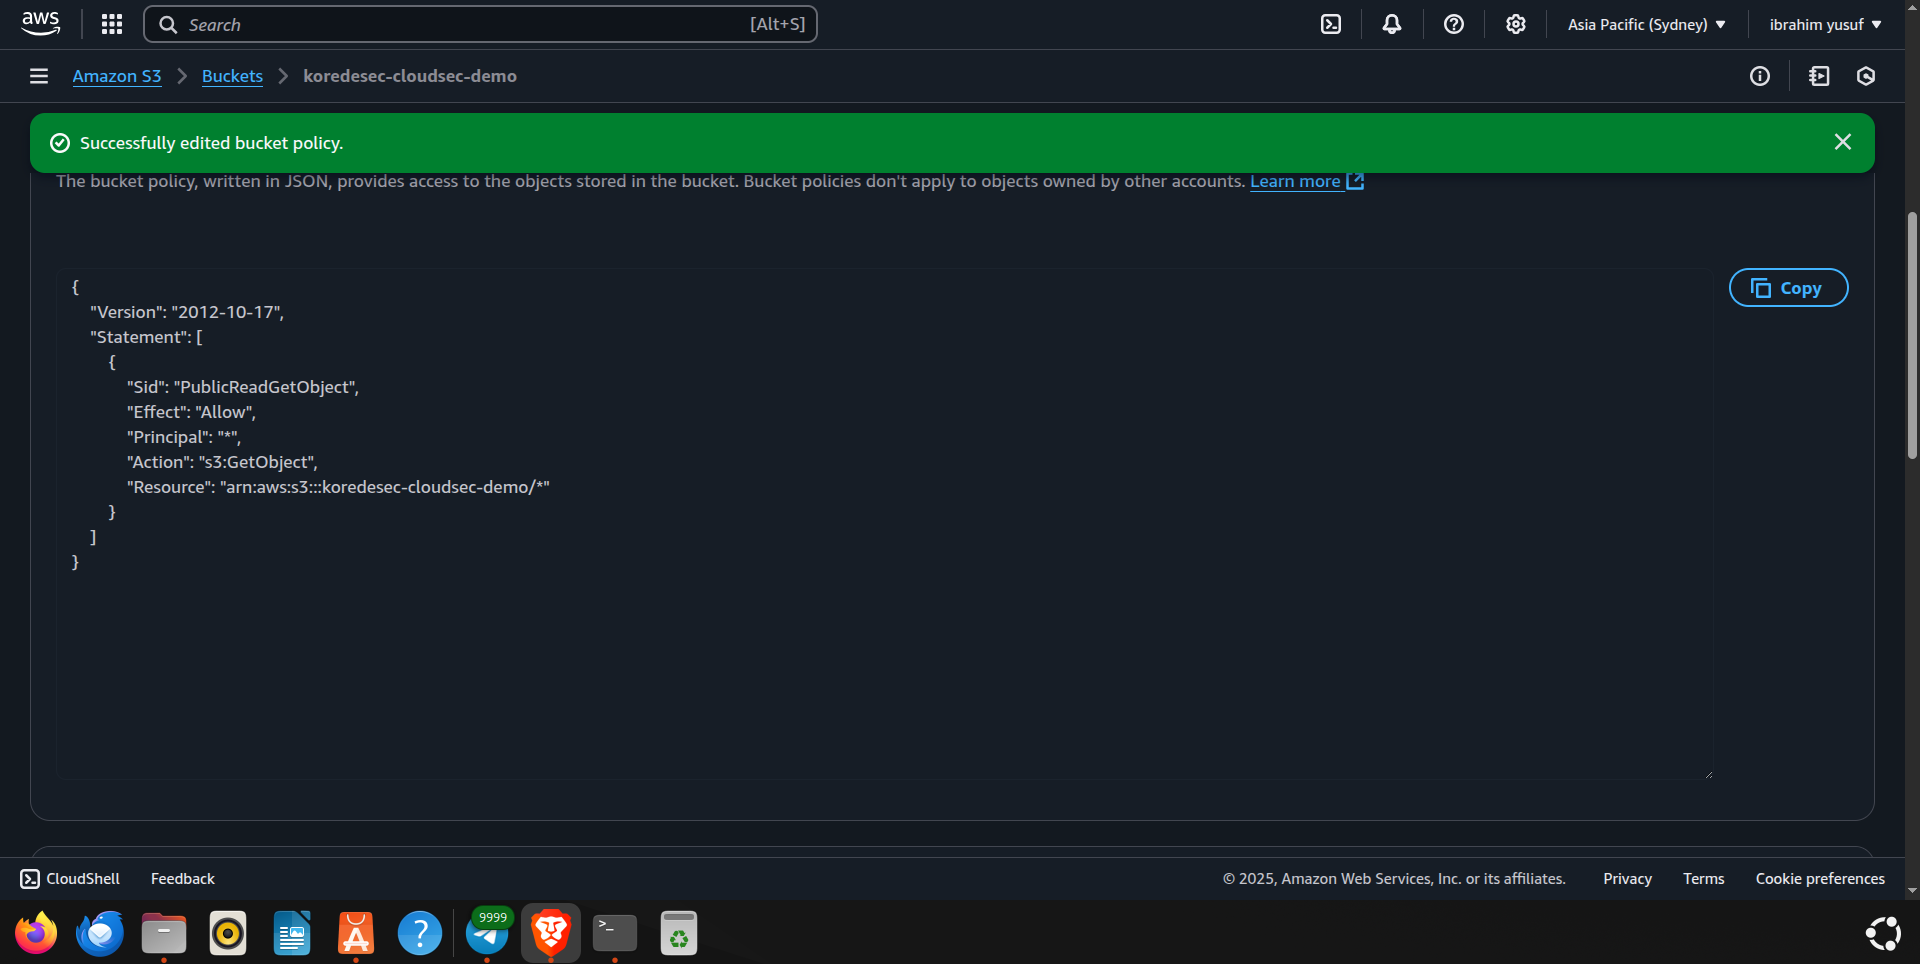 aws
Search
[Alt+S]
Asia Pacific (Sydney)
ibrahim yusuf
Amazon S3
Buckets
koredesec-cloudsec-demo
Successfully edited bucket policy.
The bucket policy, written in JSON, provides access to the objects stored in the bucket. Bucket policies don't apply to objects owned by other accounts. Learn more
Copy
{
"Version": "2012-10-17",
"Statement": [
{
"Sid": "PublicReadGetObject",
"Effect": "Allow",
"Principal": "*",
"Action": "s3:GetObject",
"Resource": "arn:aws:s3:::koredesec-cloudsec-demo/*"
}
]
}
CloudShell
Feedback
© 2025, Amazon Web Services, Inc. or its affiliates.
Privacy
Terms
Cookie preferences
9999